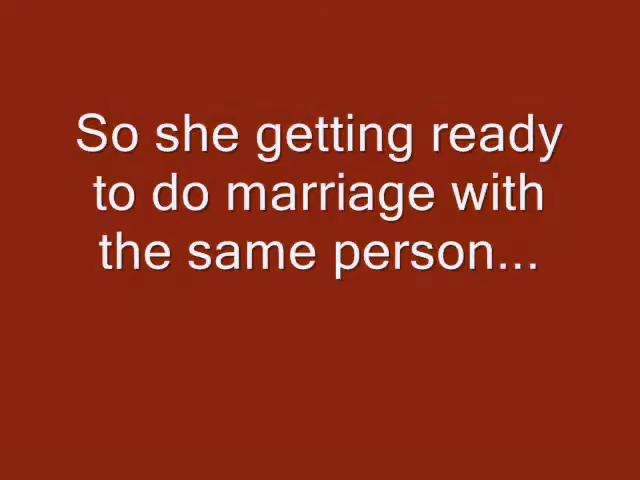 So she getting ready
to do marriage with
the same person...